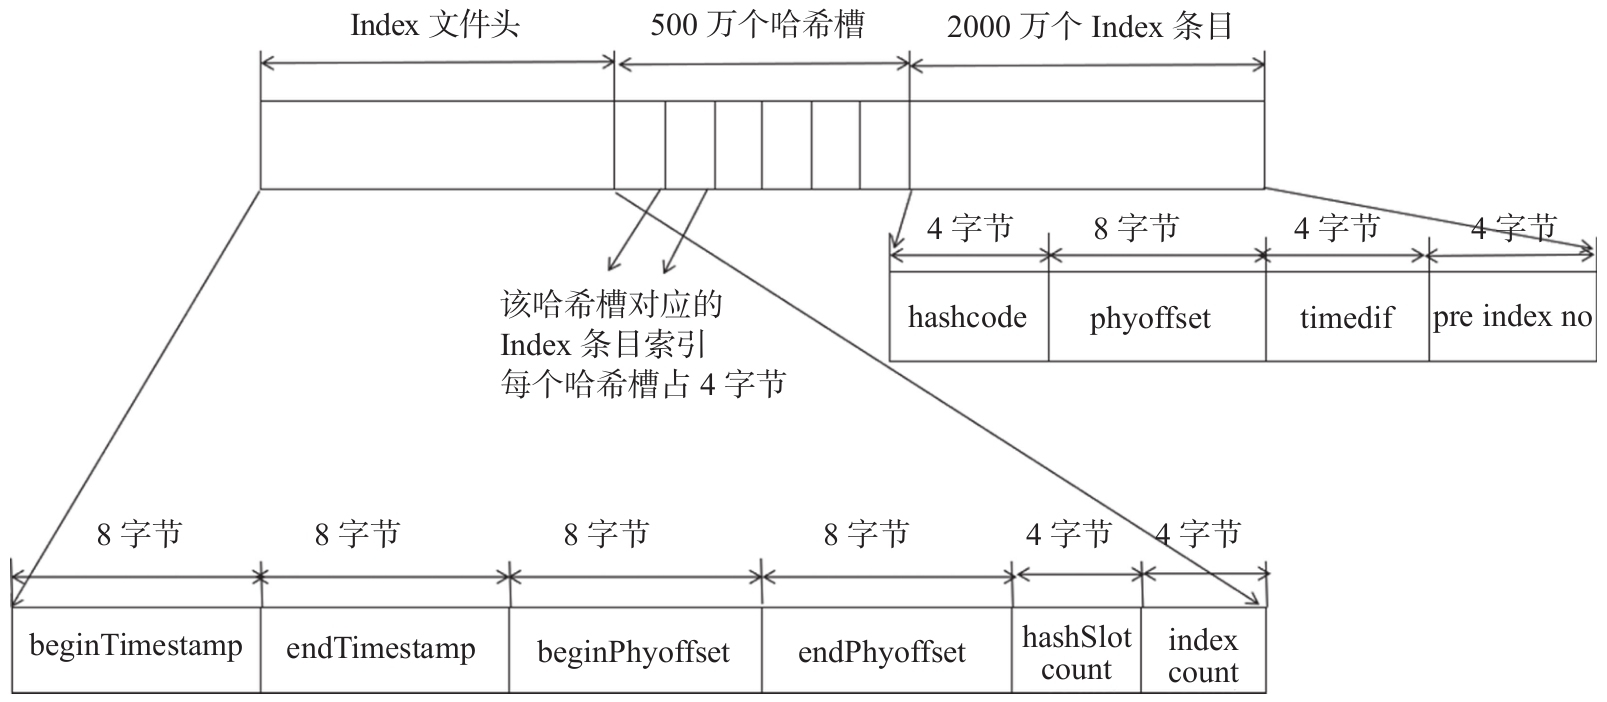 Index 文件头
500 万个哈希槽
2000 万个 Index 条目
4 字节
8 字节
4 字节
4 字节
hashcode
phyoffset
timedif
pre index no
该哈希槽对应的
Index 条目索引
每个哈希槽占 4 字节
8 字节
8 字节
8 字节
8 字节
4 字节
4 字节
beginTimestamp
endTimestamp
beginPhyoffset
endPhyoffset
hashSlot
count
index
count